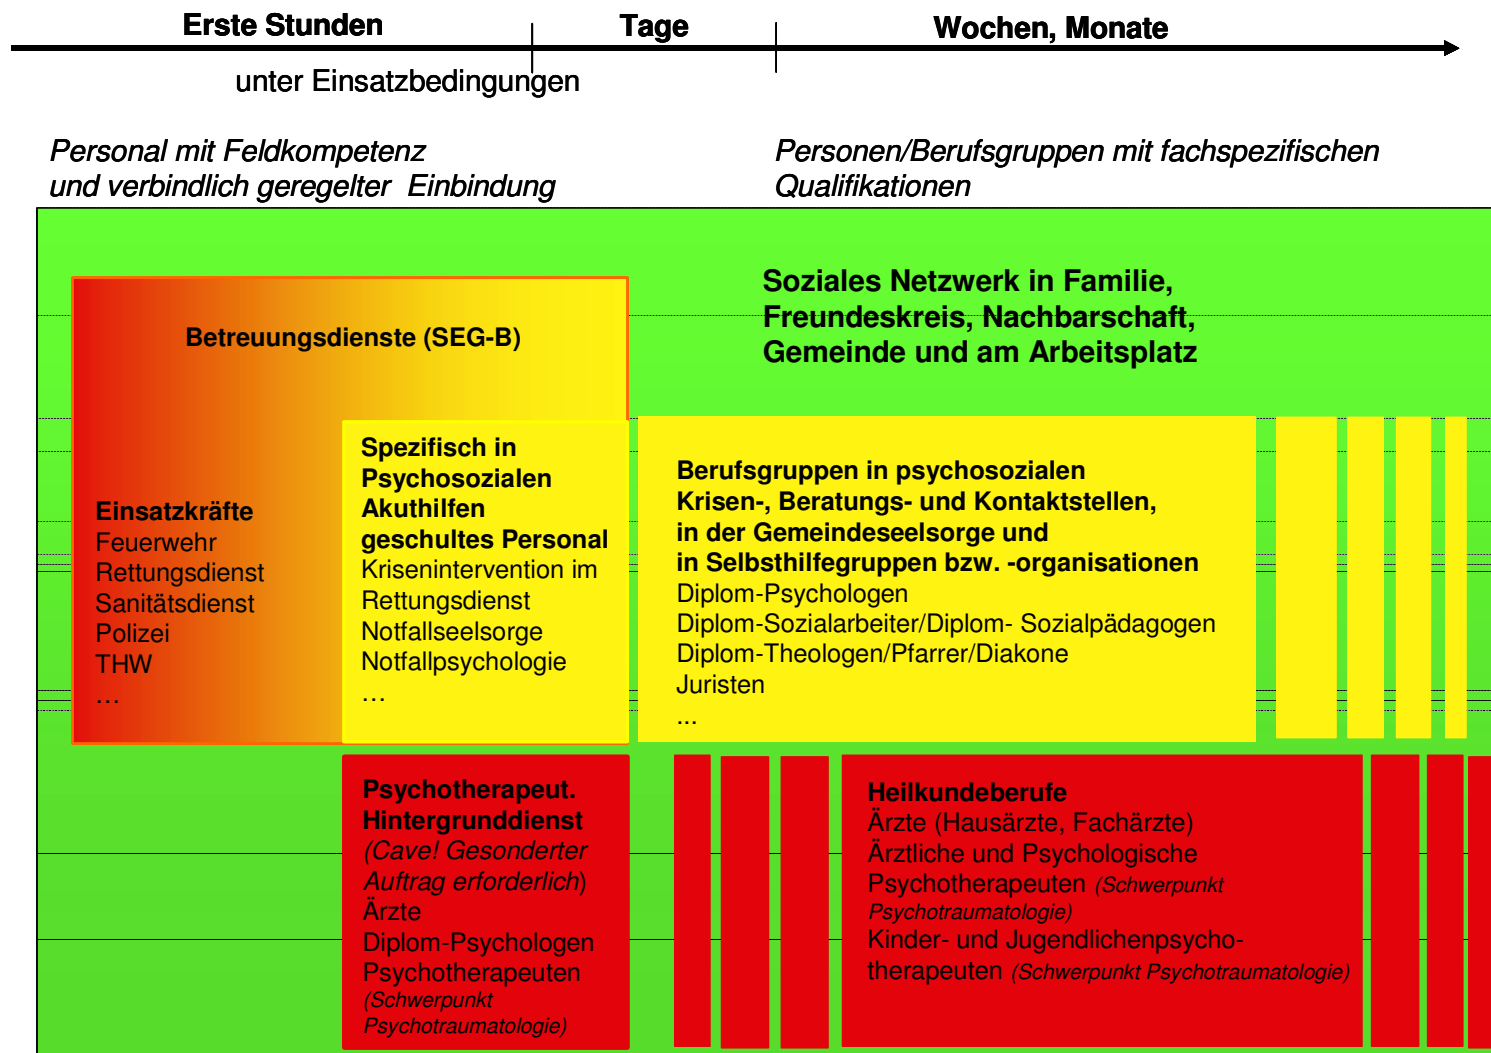 Erste Stunden
Tage
Wochen, Monate
unter Einsatzbedingungen
Personal mit Feldkompetenz
und verbindlich geregelter Einbindung
Personen/Berufsgruppen mit fachspezifischen
Qualifikationen
Soziales Netzwerk in Familie,
Freundeskreis, Nachbarschaft,
Gemeinde und am Arbeitsplatz
Betreuungsdienste (SEG-B)
Einsatzkräfte
Feuerwehr
Rettungsdienst
Sanitätsdienst
Polizei
THW
…
Spezifisch in
Psychosozialen
Akuthilfen
geschultes Personal
Krisenintervention im
Rettungsdienst
Notfallseelsorge
Notfallpsychologie
…
Berufsgruppen in psychosozialen
Krisen-, Beratungs- und Kontaktstellen,
in der Gemeindeseelsorge und
in Selbsthilfegruppen bzw. -organisationen
Diplom-Psychologen
Diplom-Sozialarbeiter/Diplom- Sozialpädagogen
Diplom-Theologen/Pfarrer/Diakone
Juristen
...
Psychotherapeut.
Hintergrunddienst
(Cave! Gesonderter
Auftrag erforderlich)
Ärzte
Diplom-Psychologen
Psychotherapeuten
(Schwerpunkt
Psychotraumatologie)
Heilkundeberufe
Ärzte (Hausärzte, Fachärzte)
Ärztliche und Psychologische
Psychotherapeuten (Schwerpunkt
Psychotraumatologie)
Kinder- und Jugendlichenpsycho-
therapeuten (Schwerpunkt Psychotraumatologie)